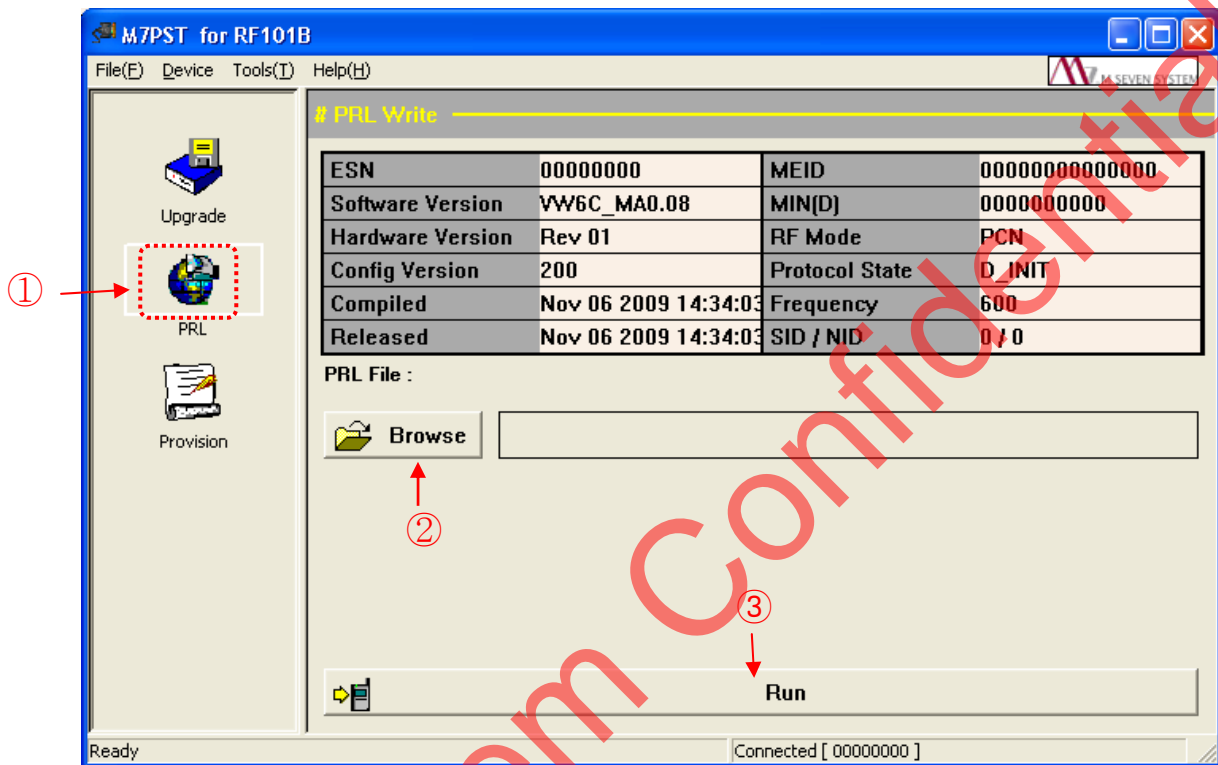 M7PST for RF101B
File(F) Device Tools(T) Help(H)
M SEVEN SYSTEM
# PRL Write
ESN 00000000 MEID 00000000000000
Software Version VW6C_MA0.08 MIN(D) 0000000000
Hardware Version Rev 01 RF Mode PCN
Config Version 200 Protocol State D_INIT
Compiled Nov 06 2009 14:34:03 Frequency 600
Released Nov 06 2009 14:34:03 SID / NID 0 / 0
Upgrade
①
PRL
Provision
PRL File :
Browse
②
③
Run
Ready Connected [ 00000000 ]
Confidential